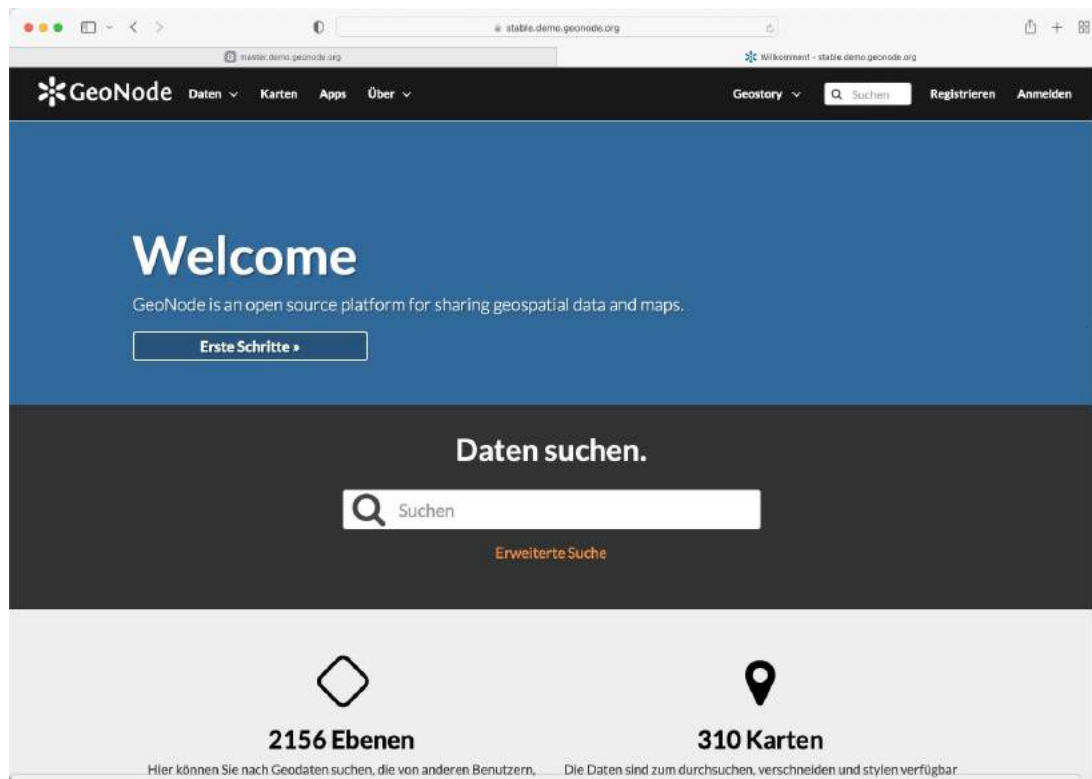 stable.demo.geonode.org
master.demo.geonode.org
Willkommen! - stable.demo.geonode.org
GeoNode Daten Karten Apps Über Geostory Suchen Registrieren Anmelden
Welcome
GeoNode is an open source platform for sharing geospatial data and maps.
Erste Schritte »
Daten suchen.
Suchen
Erweiterte Suche
2156 Ebenen
310 Karten
Hier können Sie nach Geodaten suchen, die von anderen Benutzern,
Die Daten sind zum durchsuchen, verschneiden und stylen verfügbar